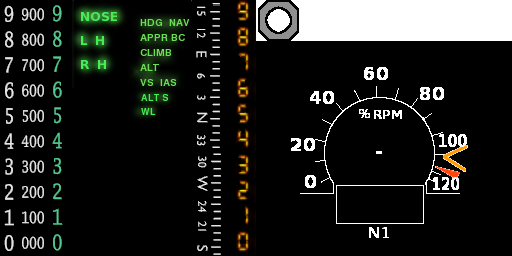 9 900 9
8 800 8
7 700 7
6 600 6
5 500 5
4 400 4
3 300 3
2 200 2
1 100 1
0 000 0
NOSE
L H
R H
HDG NAV
APPR BC
CLIMB
ALT
VS IAS
ALT S
WL
15
12
E
6
3
N
33
30
W
24
21
S
9
8
7
6
5
4
3
2
1
0
60
40
80
% RPM
20
100
-
0
120
N1